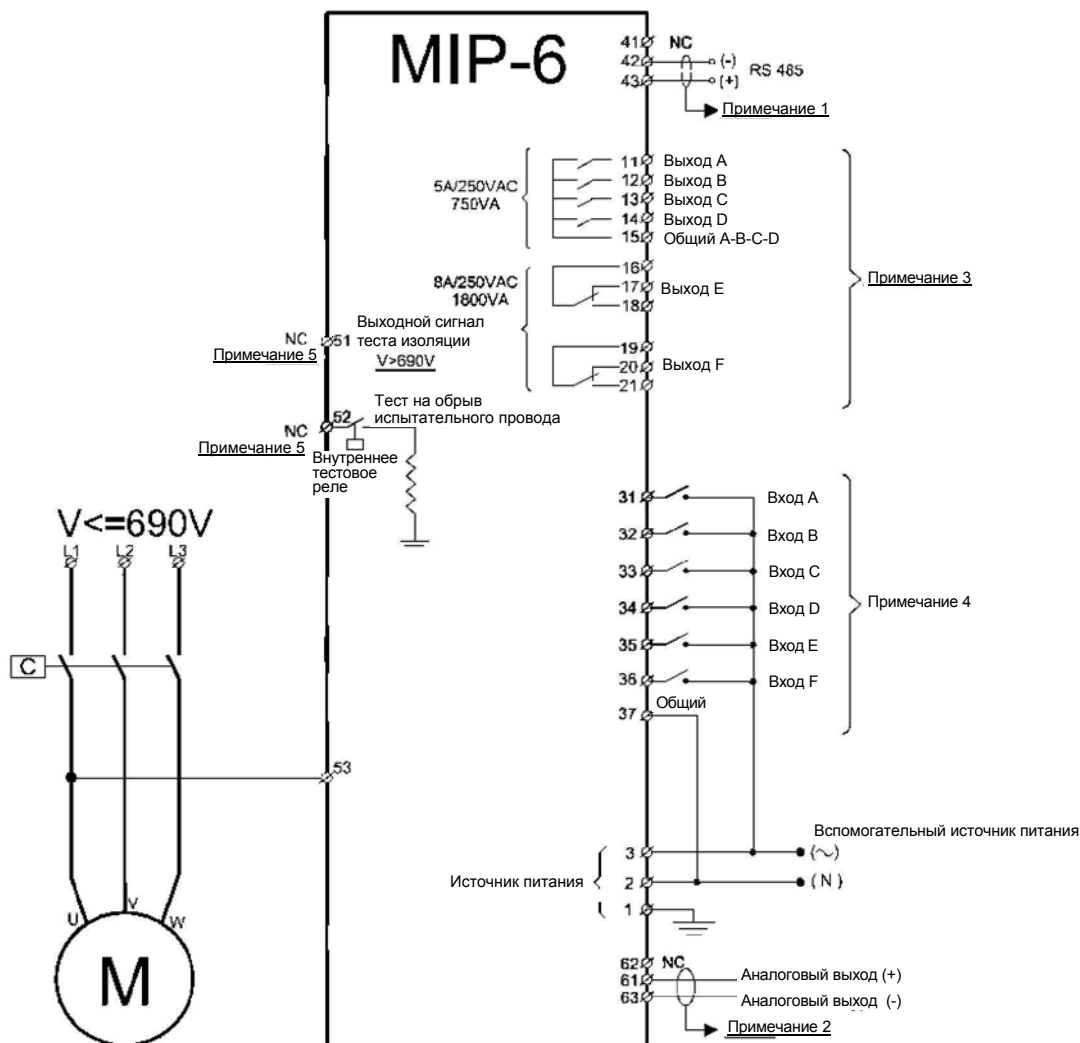 MIP-6
41 NC
42 (-)
43 (+)
RS 485
Примечание 1
5A/250VAC
750VA
11 Выход A
12 Выход B
13 Выход C
14 Выход D
15 Общий A-B-C-D
8A/250VAC
1800VA
16
17 Выход E
18
19
20 Выход F
21
Примечание 3
NC 51
Примечание 5
Выходной сигнал
теста изоляции
V>690V
NC 52
Примечание 5
Тест на обрыв
испытательного провода
Внутреннее
тестовое
реле
31 Вход A
32 Вход B
33 Вход C
34 Вход D
35 Вход E
36 Вход F
37 Общий
Примечание 4
V<=690V
L1 L2 L3
C
53
U V W
M
Вспомогательный источник питания
Источник питания
3 (~)
2 (N)
1
62 NC
61 Аналоговый выход (+)
63 Аналоговый выход (-)
Примечание 2